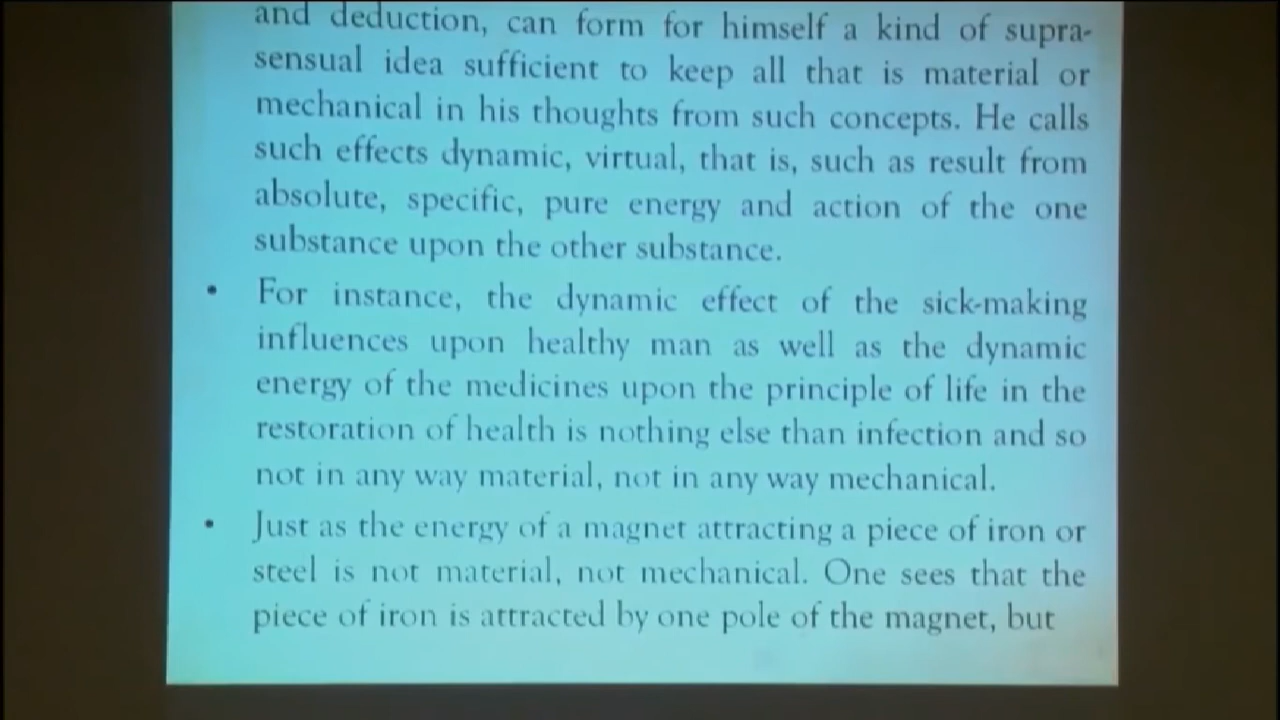 and deduction, can form for himself a kind of supra-
sensual idea sufficient to keep all that is material or
mechanical in his thoughts from such concepts. He calls
such effects dynamic, virtual, that is, such as result from
absolute, specific, pure energy and action of the one
substance upon the other substance.
• For instance, the dynamic effect of the sick-making
influences upon healthy man as well as the dynamic
energy of the medicines upon the principle of life in the
restoration of health is nothing else than infection and so
not in any way material, not in any way mechanical.
• Just as the energy of a magnet attracting a piece of iron or
steel is not material, not mechanical. One sees that the
piece of iron is attracted by one pole of the magnet, but